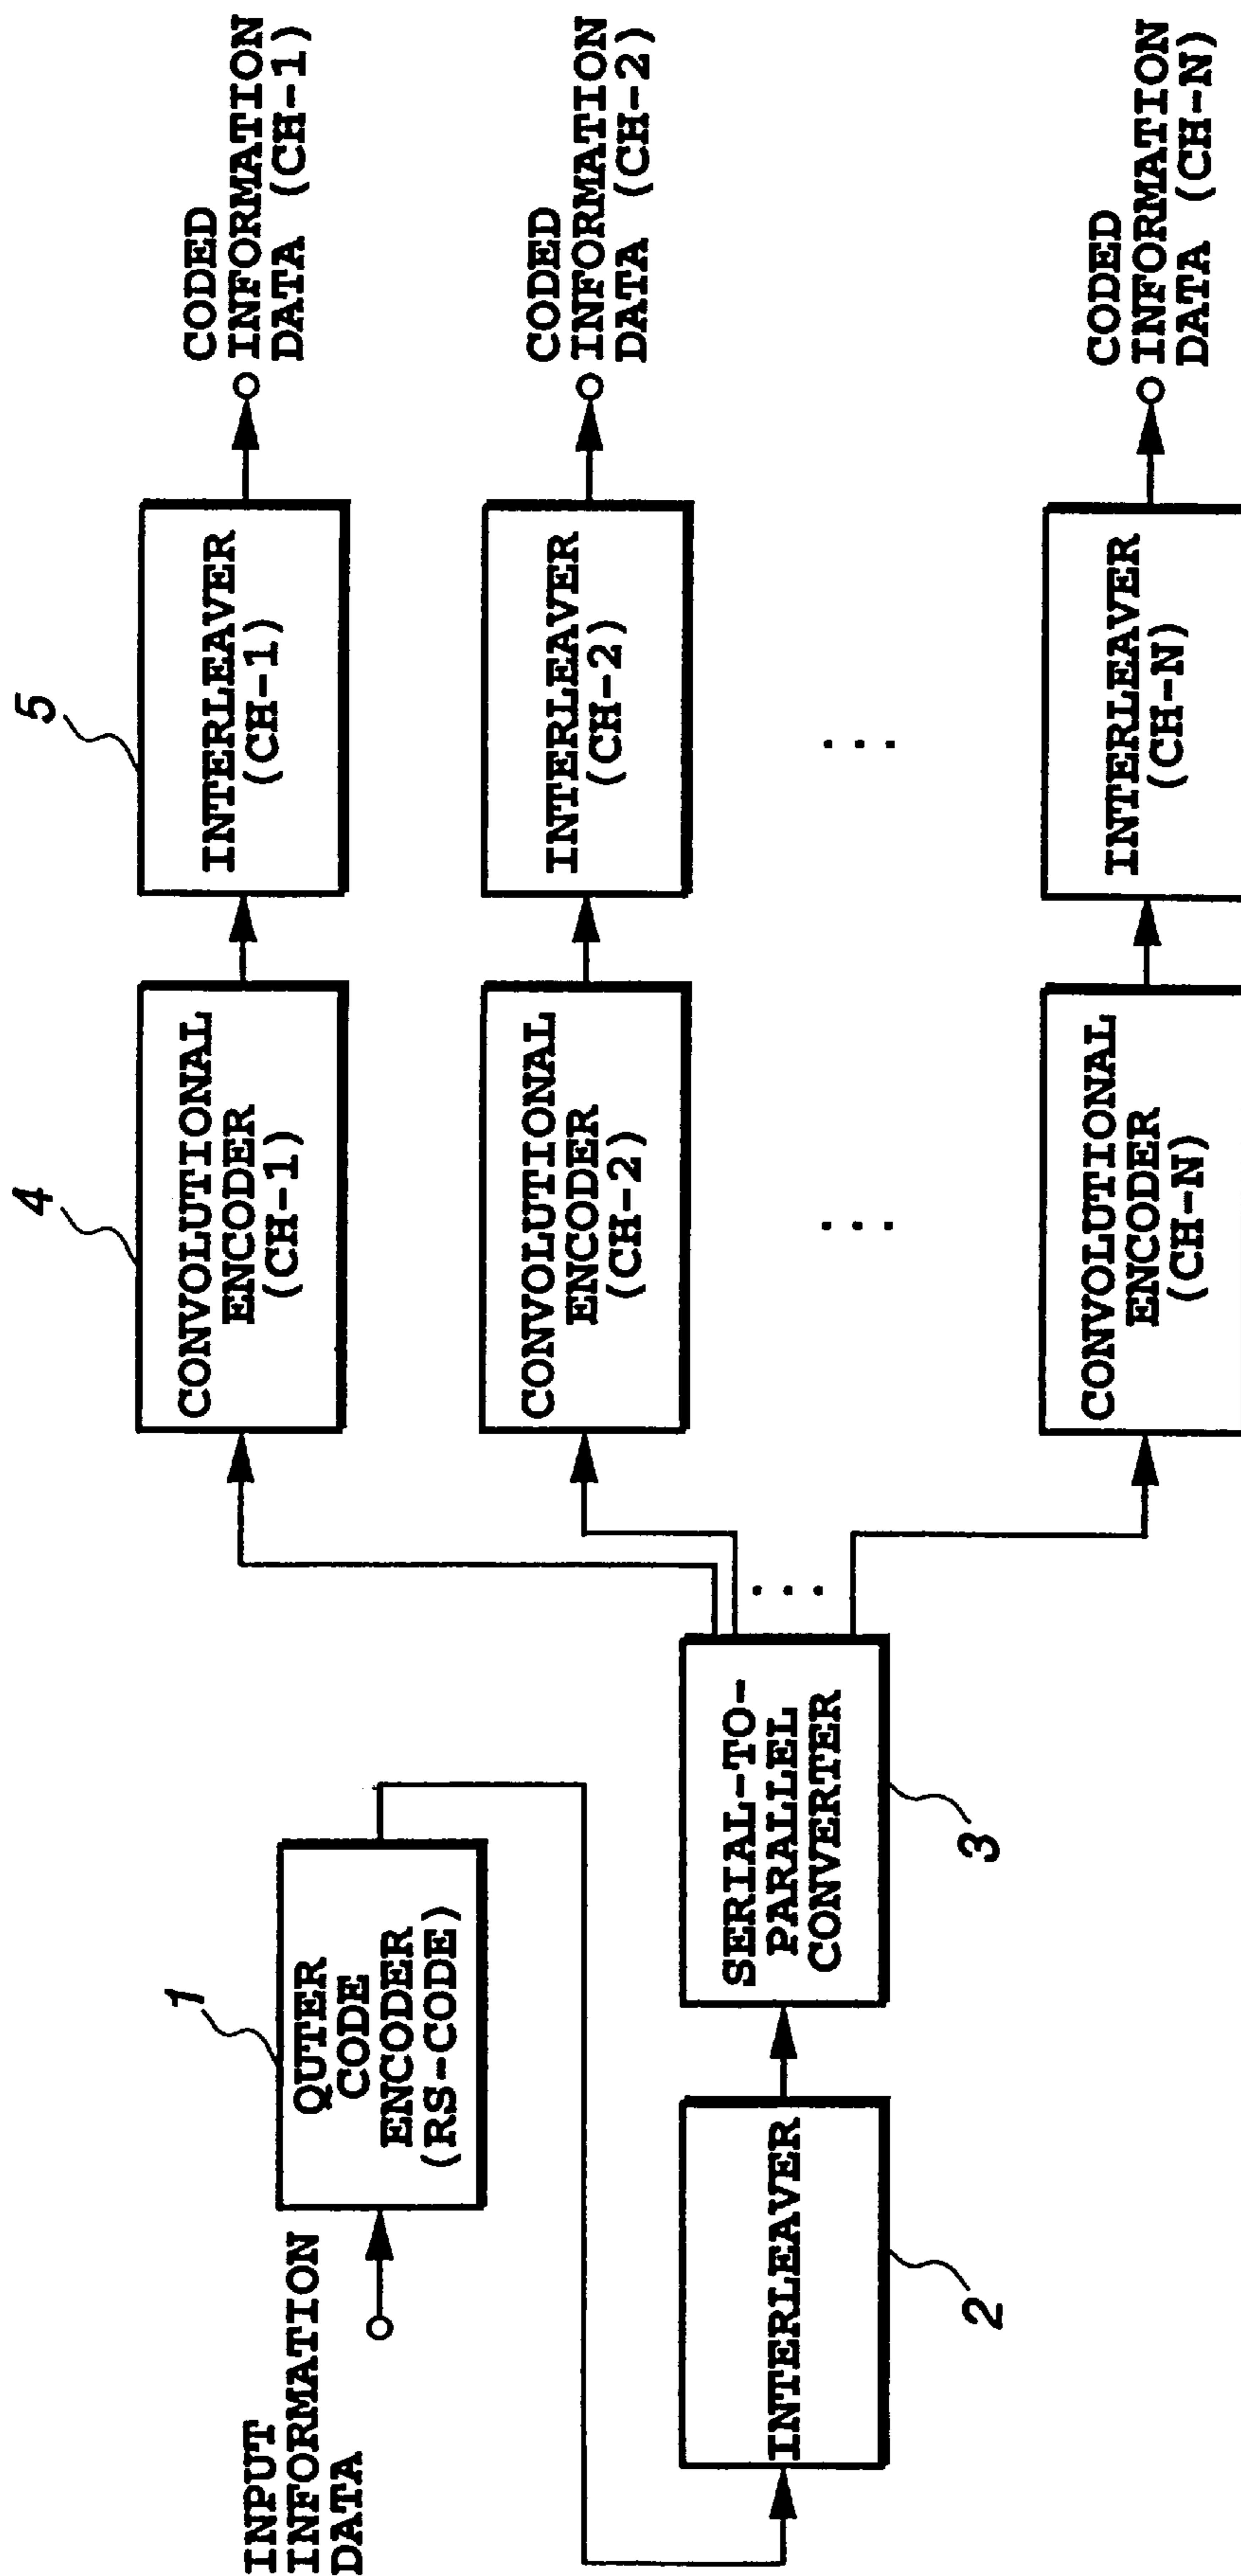 INPUT
INFORMATION
DATA
1
QUTER
CODE
ENCODER
(RS-CODE)
INTERLEAVER
2
SERIAL-TO-
PARALLEL
CONVERTER
3
...
4
CONVOLUTIONAL
ENCODER
(CH-1)
5
INTERLEAVER
(CH-1)
CODED
INFORMATION
DATA (CH-1)
CONVOLUTIONAL
ENCODER
(CH-2)
INTERLEAVER
(CH-2)
CODED
INFORMATION
DATA (CH-2)
...
...
CONVOLUTIONAL
ENCODER
(CH-N)
INTERLEAVER
(CH-N)
CODED
INFORMATION
DATA (CH-N)